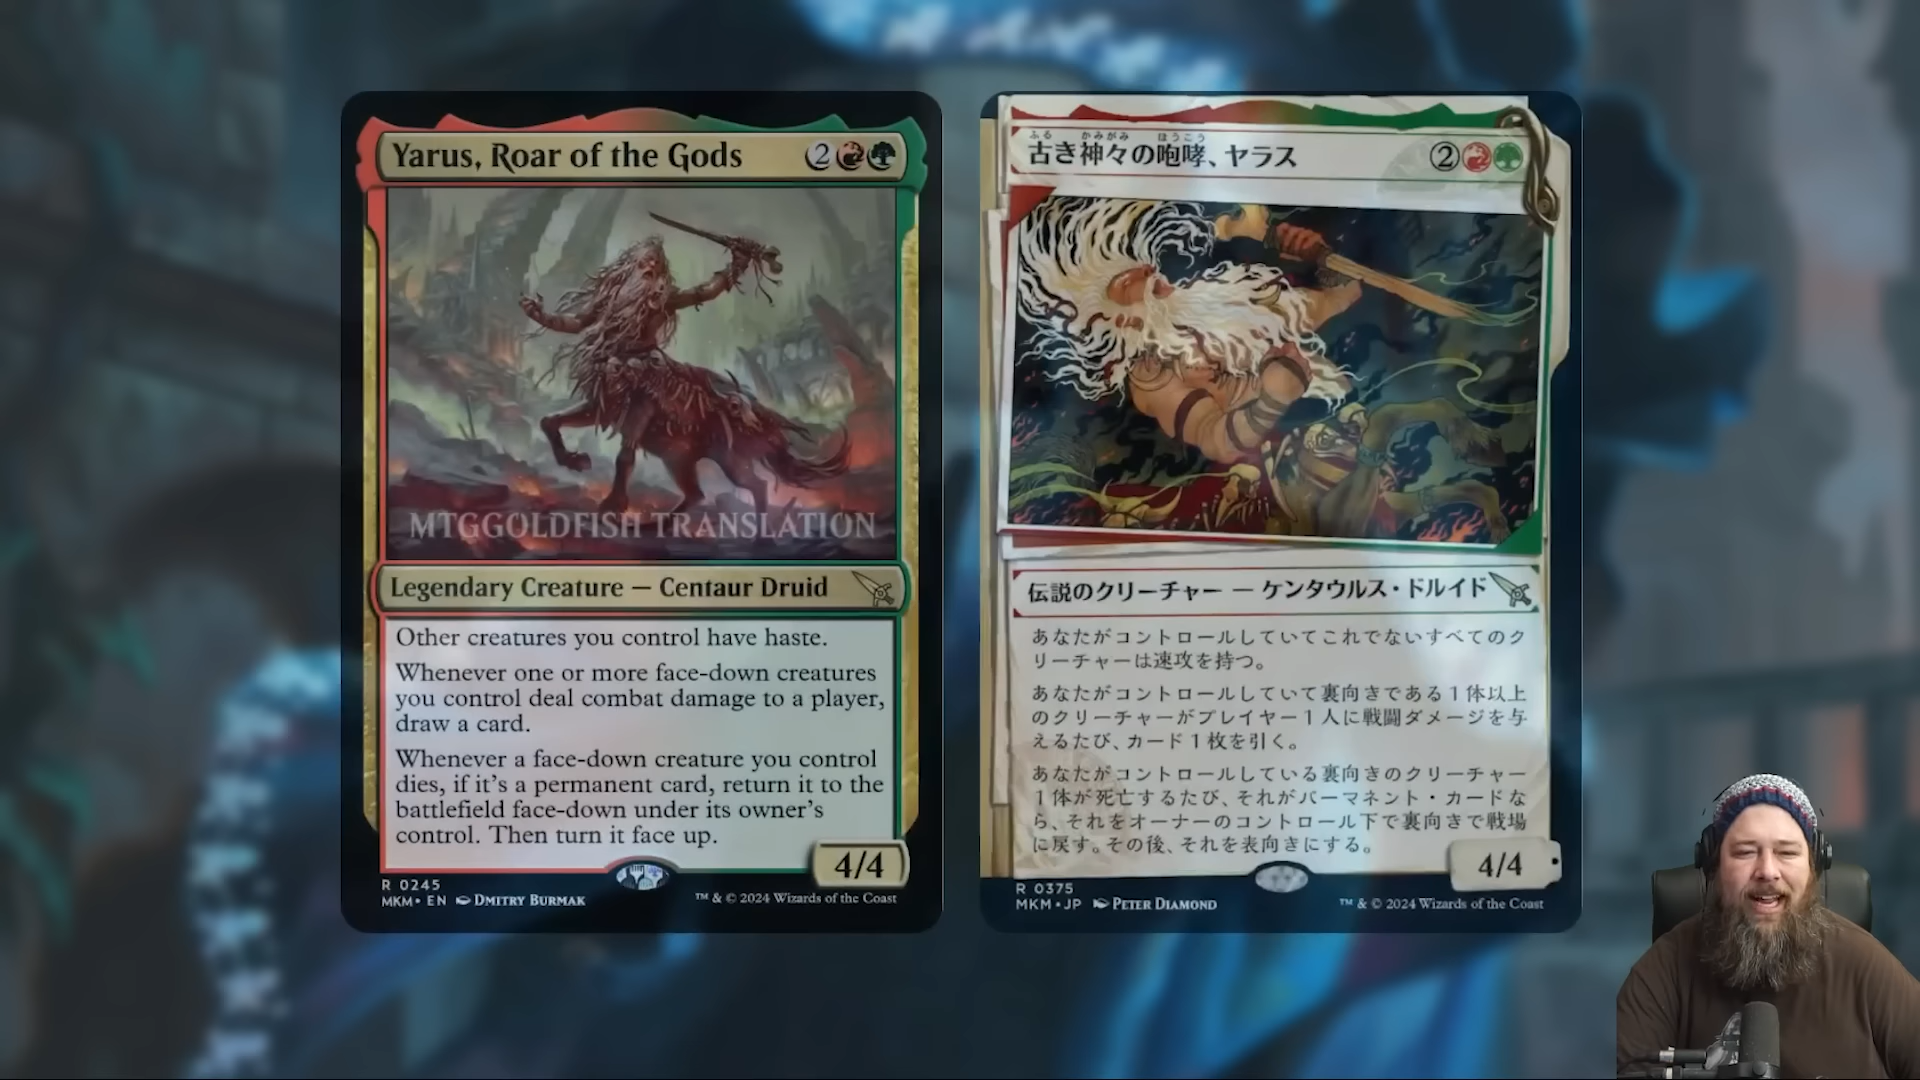 Yarus, Roar of the Gods
2
MTGGOLDFISH TRANSLATION
Legendary Creature — Centaur Druid
Other creatures you control have haste.
Whenever one or more face-down creatures
you control deal combat damage to a player,
draw a card.
Whenever a face-down creature you control
dies, if it's a permanent card, return it to the
battlefield face-down under its owner's
control. Then turn it face up.
4/4
R 0245
MKM • EN DMITRY BURMAK
™ & © 2024 Wizards of the Coast
ふる かみがみ ほうこう
古き神々の咆哮、ヤラス
2
伝説のクリーチャー — ケンタウルス・ドルイド
あなたがコントロールしていてこれでないすべてのク
リーチャーは速攻を持つ。
あなたがコントロールしていて裏向きである1体以上
のクリーチャーがプレイヤー1人に戦闘ダメージを与
えるたび、カード1枚を引く。
あなたがコントロールしている裏向きのクリーチャー
1体が死亡するたび、それがパーマネント・カードな
ら、それをオーナーのコントロール下で裏向きで戦場
に戻す。その後、それを表向きにする。
4/4
R 0375
MKM • JP PETER DIAMOND
™ & © 2024 Wizards of the Coast